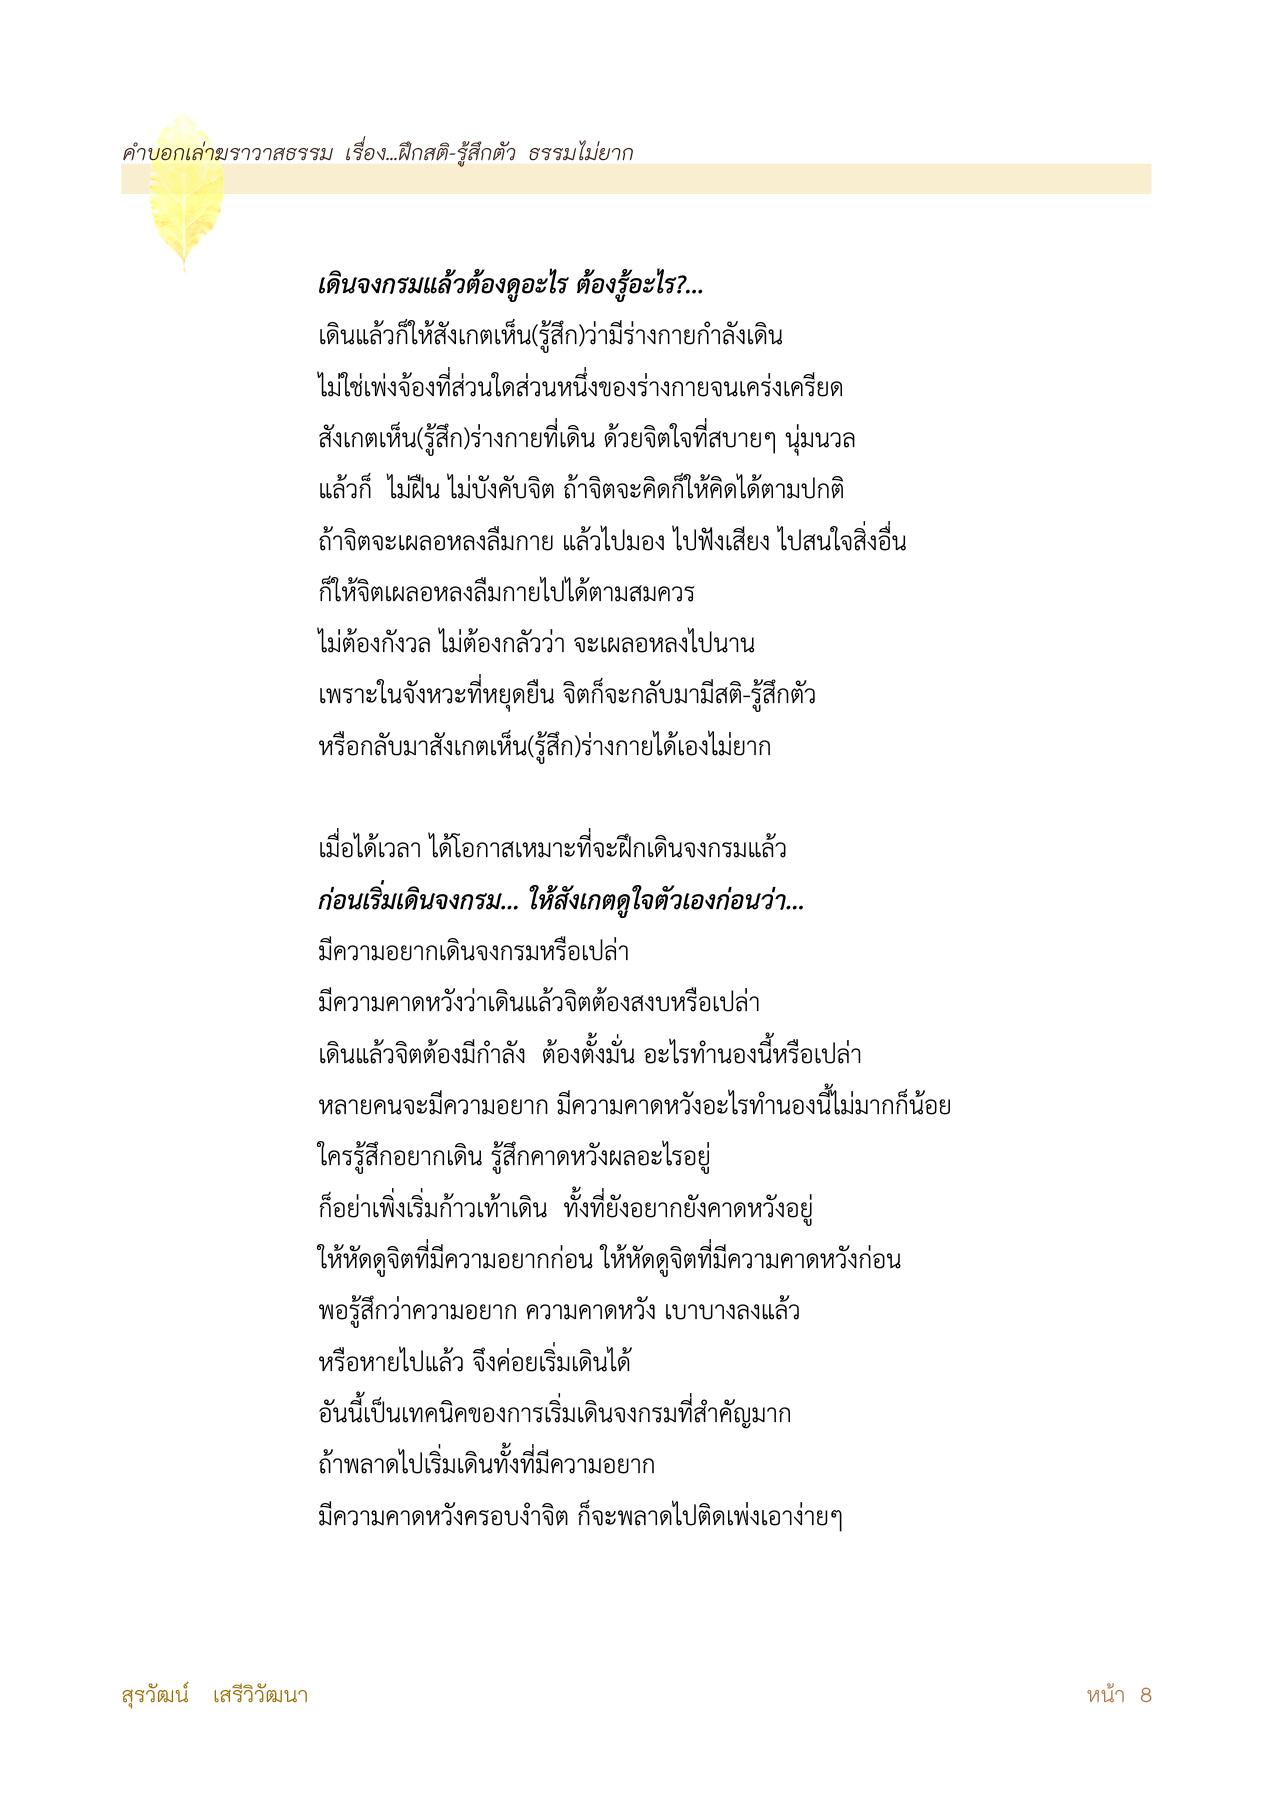 คำบอกเล่าฆราวาสธรรม เรื่อง...ฝึกสติ-รู้สึกตัว ธรรมไม่ยาก
เดินจงกรมแล้วต้องดูอะไร ต้องรู้อะไร?...
เดินแล้วก็ให้สังเกตเห็น(รู้สึก)ว่ามีร่างกายกำลังเดิน
ไม่ใช่เพ่งจ้องที่ส่วนใดส่วนหนึ่งของร่างกายจนเคร่งเครียด
สังเกตเห็น(รู้สึก)ร่างกายที่เดิน ด้วยจิตใจที่สบายๆ นุ่มนวล
แล้วก็ ไม่ฝืน ไม่บังคับจิต ถ้าจิตจะคิดก็ให้คิดได้ตามปกติ
ถ้าจิตจะเผลอหลงลืมกาย แล้วไปมอง ไปฟังเสียง ไปสนใจสิ่งอื่น
ก็ให้จิตเผลอหลงลืมกายไปได้ตามสมควร
ไม่ต้องกังวล ไม่ต้องกลัวว่า จะเผลอหลงไปนาน
เพราะในจังหวะที่หยุดยืน จิตก็จะกลับมามีสติ-รู้สึกตัว
หรือกลับมาสังเกตเห็น(รู้สึก)ร่างกายได้เองไม่ยาก
เมื่อได้เวลา ได้โอกาสเหมาะที่จะฝึกเดินจงกรมแล้ว
ก่อนเริ่มเดินจงกรม... ให้สังเกตดูใจตัวเองก่อนว่า...
มีความอยากเดินจงกรมหรือเปล่า
มีความคาดหวังว่าเดินแล้วจิตต้องสงบหรือเปล่า
เดินแล้วจิตต้องมีกำลัง ต้องตั้งมั่น อะไรทำนองนี้หรือเปล่า
หลายคนจะมีความอยาก มีความคาดหวังอะไรทำนองนี้ไม่มากก็น้อย
ใครรู้สึกอยากเดิน รู้สึกคาดหวังผลอะไรอยู่
ก็อย่าเพิ่งเริ่มก้าวเท้าเดิน ทั้งที่ยังอยากยังคาดหวังอยู่
ให้หัดดูจิตที่มีความอยากก่อน ให้หัดดูจิตที่มีความคาดหวังก่อน
พอรู้สึกว่าความอยาก ความคาดหวัง เบาบางลงแล้ว
หรือหายไปแล้ว จึงค่อยเริ่มเดินได้
อันนี้เป็นเทคนิคของการเริ่มเดินจงกรมที่สำคัญมาก
ถ้าพลาดไปเริ่มเดินทั้งที่มีความอยาก
มีความคาดหวังครอบงำจิต ก็จะพลาดไปติดเพ่งเอาง่ายๆ
สุรวัฒน์ เสรีวิวัฒนา
หน้า 8